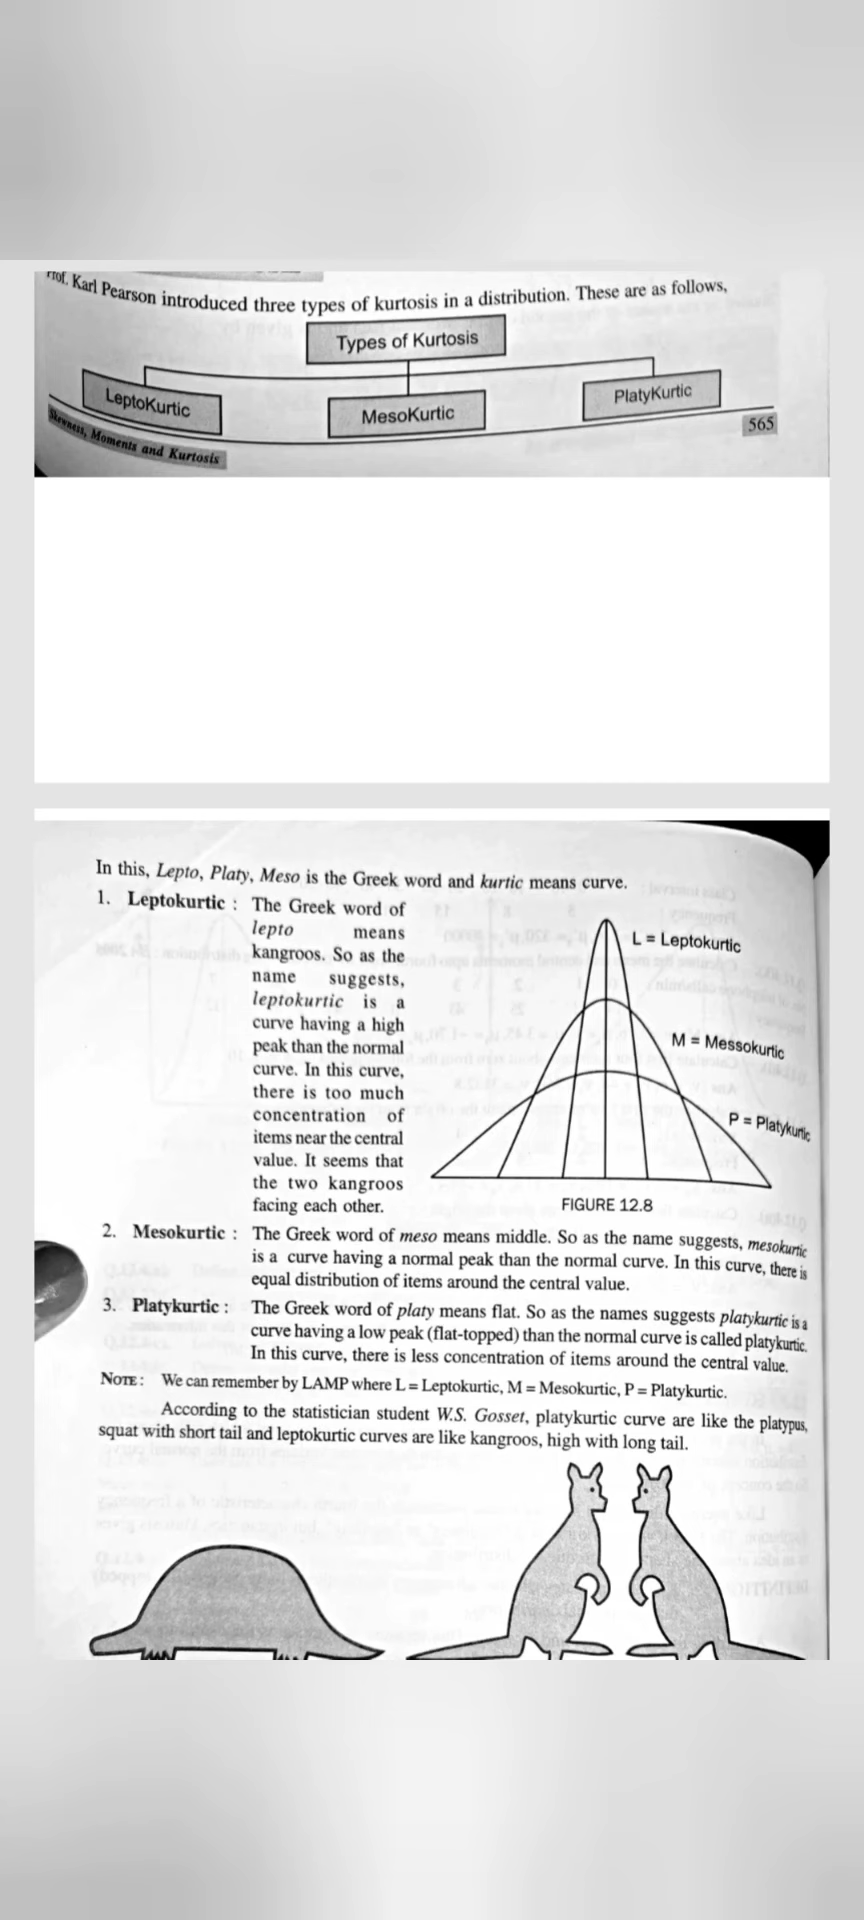 Prof. Karl Pearson introduced three types of kurtosis in a distribution. These are as follows,
Types of Kurtosis
LeptoKurtic
MesoKurtic
PlatyKurtic
Skewness, Moments and Kurtosis
565
In this, Lepto, Platy, Meso is the Greek word and kurtic means curve.
1. Leptokurtic : The Greek word of
lepto means
kangroos. So as the
name suggests,
leptokurtic is a
curve having a high
peak than the normal
curve. In this curve,
there is too much
concentration of
items near the central
value. It seems that
the two kangroos
facing each other.
L = Leptokurtic
M = Messokurtic
P = Platykurtic
FIGURE 12.8
2. Mesokurtic : The Greek word of meso means middle. So as the name suggests, mesokurtic
is a curve having a normal peak than the normal curve. In this curve, there is
equal distribution of items around the central value.
3. Platykurtic : The Greek word of platy means flat. So as the names suggests platykurtic is a
curve having a low peak (flat-topped) than the normal curve is called platykurtic.
In this curve, there is less concentration of items around the central value.
NOTE : We can remember by LAMP where L = Leptokurtic, M = Mesokurtic, P = Platykurtic.
According to the statistician student W.S. Gosset, platykurtic curve are like the platypus,
squat with short tail and leptokurtic curves are like kangroos, high with long tail.